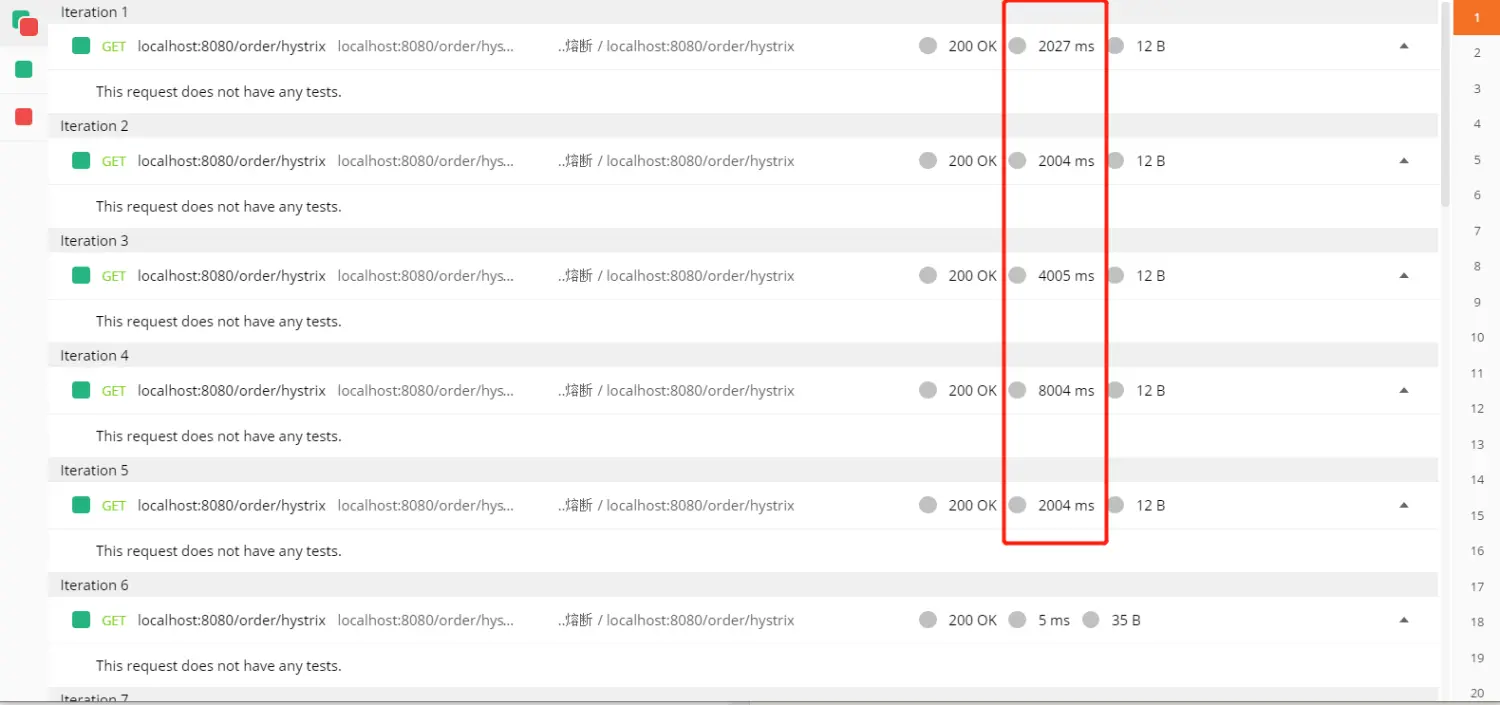 Iteration 1
GET localhost:8080/order/hystrix localhost:8080/order/hys... ..熔断 / localhost:8080/order/hystrix 200 OK 2027 ms 12 B
This request does not have any tests.
Iteration 2
GET localhost:8080/order/hystrix localhost:8080/order/hys... ..熔断 / localhost:8080/order/hystrix 200 OK 2004 ms 12 B
This request does not have any tests.
Iteration 3
GET localhost:8080/order/hystrix localhost:8080/order/hys... ..熔断 / localhost:8080/order/hystrix 200 OK 4005 ms 12 B
This request does not have any tests.
Iteration 4
GET localhost:8080/order/hystrix localhost:8080/order/hys... ..熔断 / localhost:8080/order/hystrix 200 OK 8004 ms 12 B
This request does not have any tests.
Iteration 5
GET localhost:8080/order/hystrix localhost:8080/order/hys... ..熔断 / localhost:8080/order/hystrix 200 OK 2004 ms 12 B
This request does not have any tests.
Iteration 6
GET localhost:8080/order/hystrix localhost:8080/order/hys... ..熔断 / localhost:8080/order/hystrix 200 OK 5 ms 35 B
This request does not have any tests.
Iteration 7
1
2
3
4
5
6
7
8
9
10
11
12
13
14
15
16
17
18
19
20